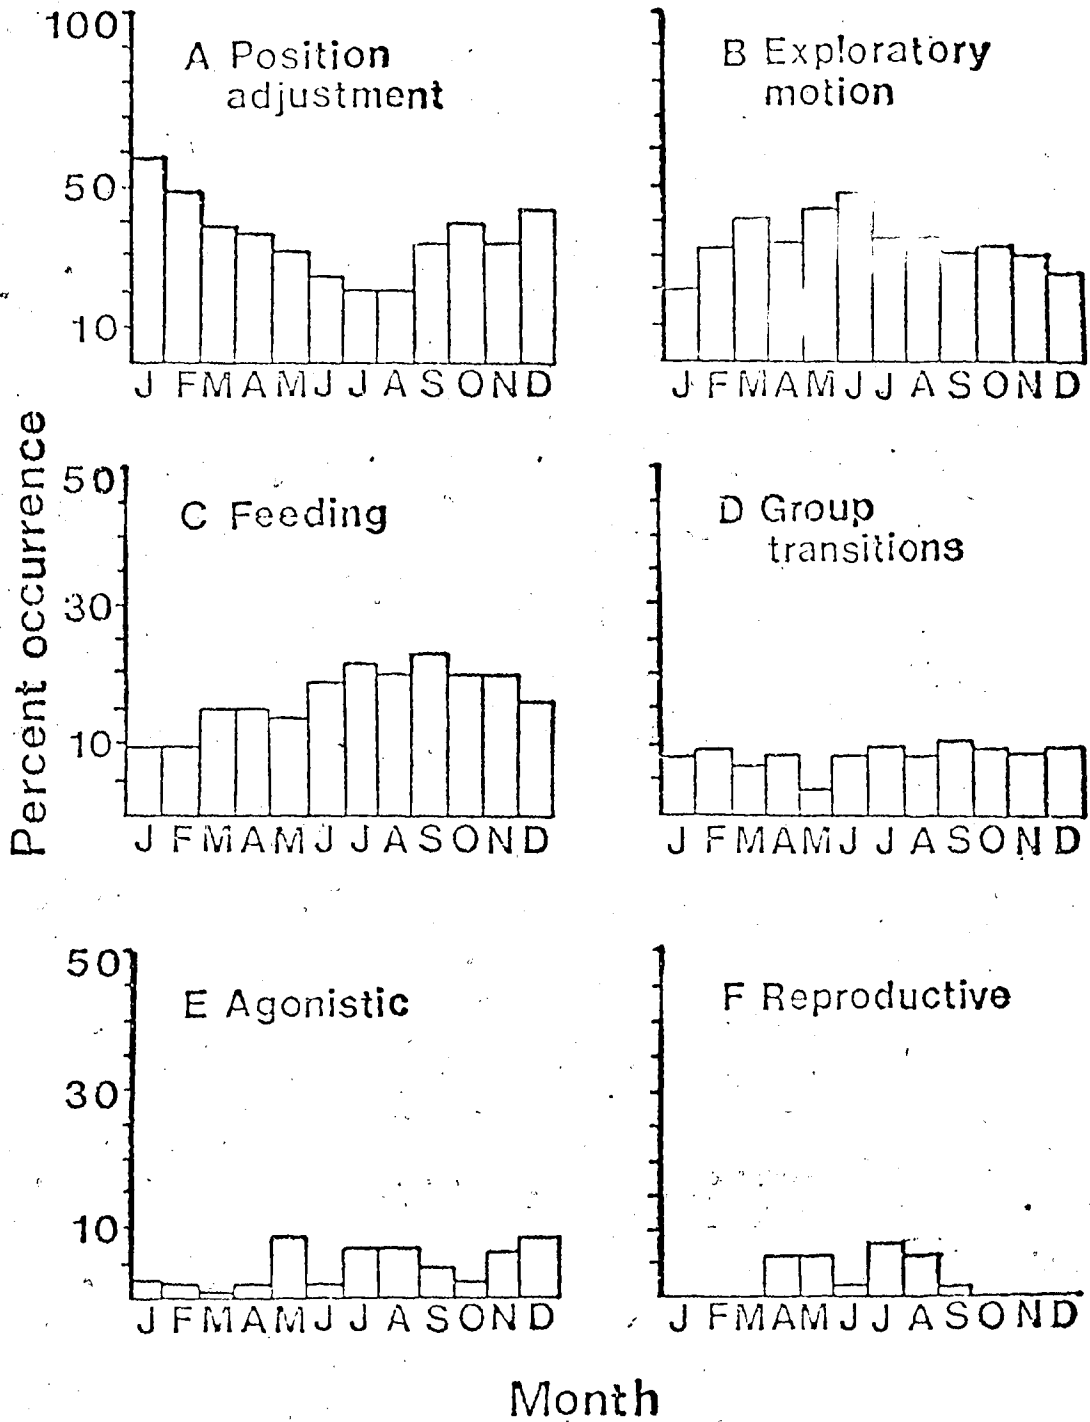 100
50
10
A Position
adjustment
J F M A M J J A S O N D
B Exploratory
motion
J F M A M J J A S O N D
Percent occurrence
50
30
10
C Feeding
J F M A M J J A S O N D
D Group
transitions
J F M A M J J A S O N D
50
30
10
E Agonistic
J F M A M J J A S O N D
F Reproductive
J F M A M J J A S O N D
Month